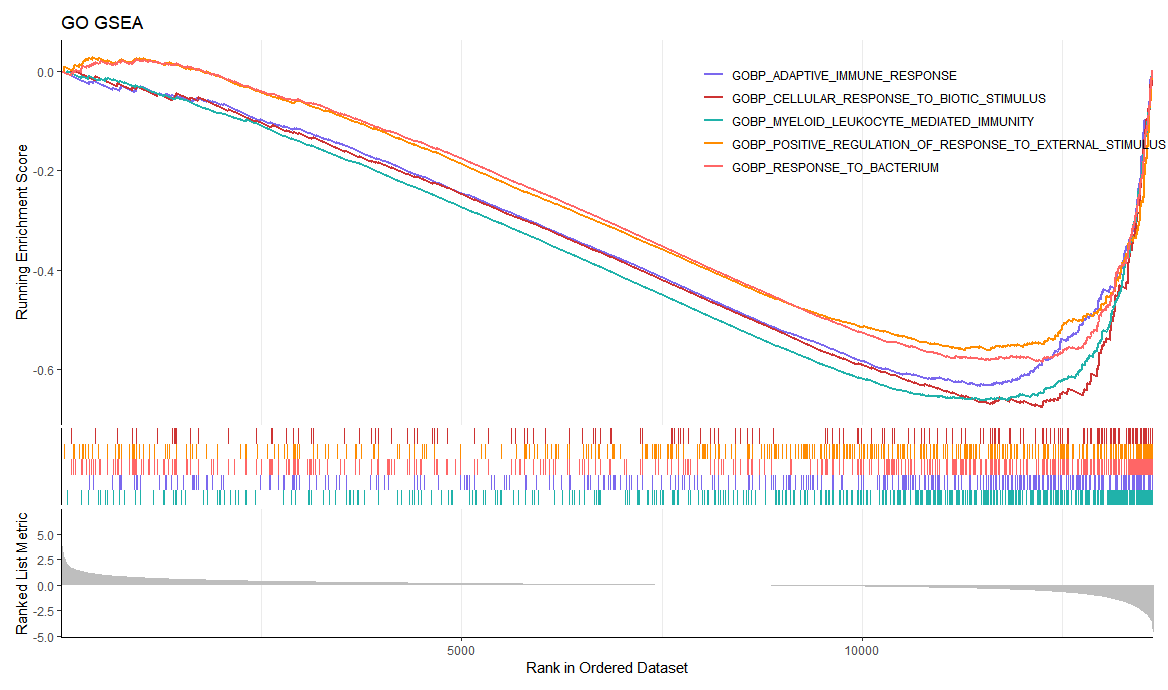 GO GSEA
Running Enrichment Score
0.0
-0.2
-0.4
-0.6
GOBP_ADAPTIVE_IMMUNE_RESPONSE
GOBP_CELLULAR_RESPONSE_TO_BIOTIC_STIMULUS
GOBP_MYELOID_LEUKOCYTE_MEDIATED_IMMUNITY
GOBP_POSITIVE_REGULATION_OF_RESPONSE_TO_EXTERNAL_STIMULUS
GOBP_RESPONSE_TO_BACTERIUM
Ranked List Metric
5.0
2.5
0.0
-2.5
-5.0
5000
10000
Rank in Ordered Dataset